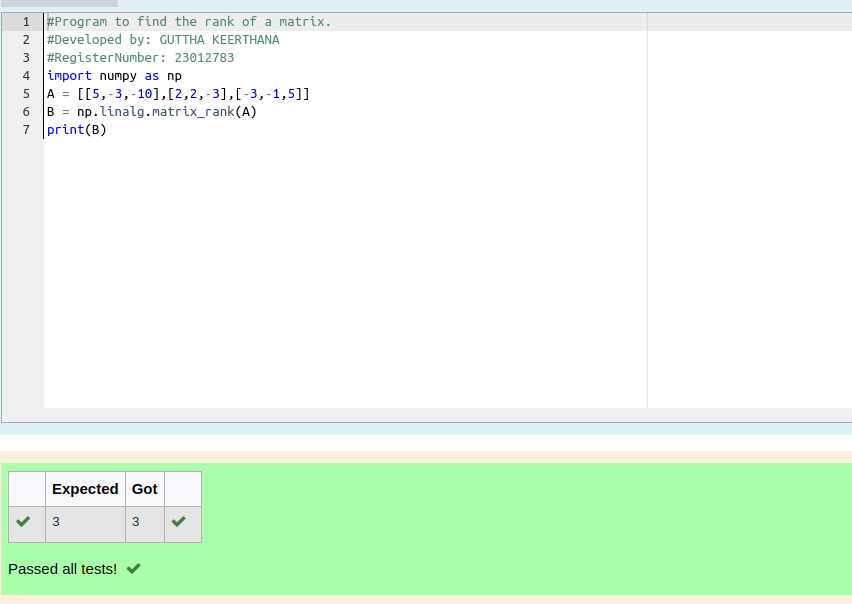 1 #Program to find the rank of a matrix.
2 #Developed by: GUTTHA KEERTHANA
3 #RegisterNumber: 23012783
4 import numpy as np
5 A = [[5,-3,-10],[2,2,-3],[-3,-1,5]]
6 B = np.linalg.matrix_rank(A)
7 print(B)
Expected Got
3 3
Passed all tests!